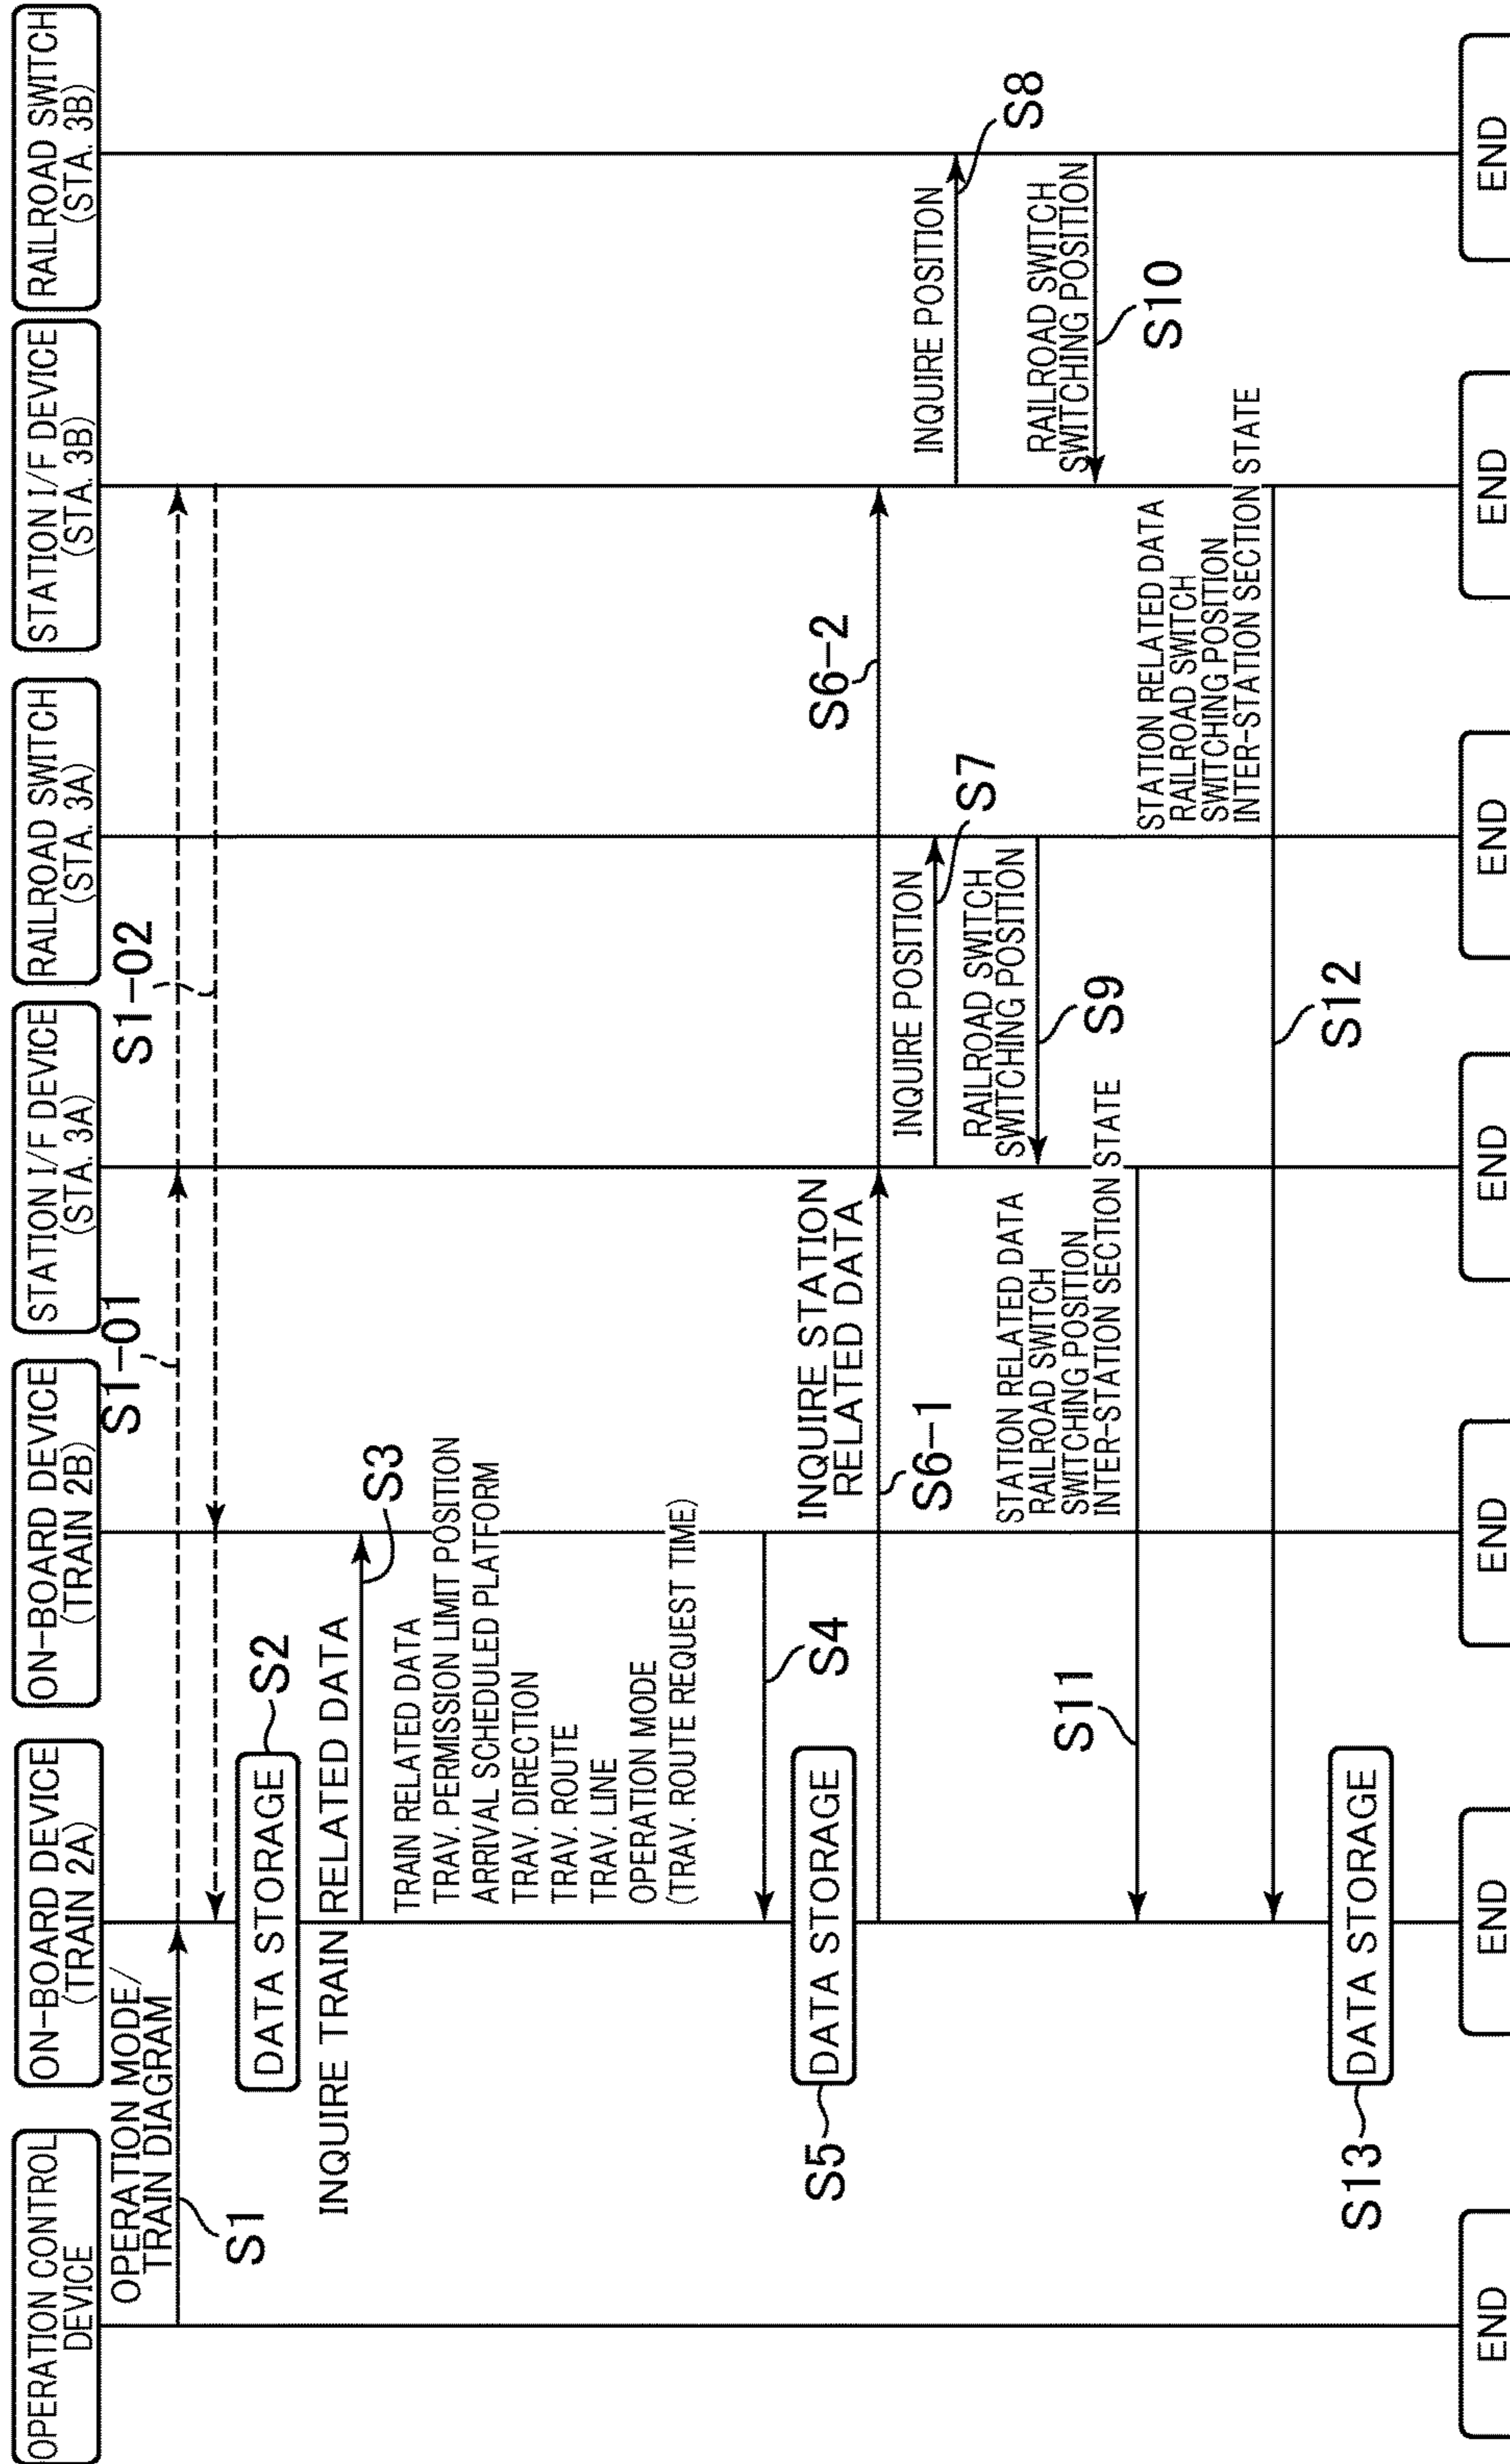 OPERATION CONTROL
DEVICE
ON-BOARD DEVICE
(TRAIN 2A)
ON-BOARD DEVICE
(TRAIN 2B)
STATION I/F DEVICE
(STA. 3A)
RAILROAD SWITCH
(STA. 3A)
STATION I/F DEVICE
(STA. 3B)
RAILROAD SWITCH
(STA. 3B)
OPERATION MODE/
TRAIN DIAGRAM
S1
S1-01
S1-02
DATA STORAGE
S2
INQUIRE TRAIN RELATED DATA
S3
TRAIN RELATED DATA
TRAV. PERMISSION LIMIT POSITION
ARRIVAL SCHEDULED PLATFORM
TRAV. DIRECTION
TRAV. ROUTE
TRAV. LINE
OPERATION MODE
(TRAV. ROUTE REQUEST TIME)
S4
DATA STORAGE
S5
INQUIRE STATION
RELATED DATA
S6-1
S6-2
INQUIRE POSITION
S7
INQUIRE POSITION
S8
RAILROAD SWITCH
SWITCHING POSITION
S9
RAILROAD SWITCH
SWITCHING POSITION
S10
STATION RELATED DATA
RAILROAD SWITCH
SWITCHING POSITION
INTER-STATION SECTION STATE
S11
STATION RELATED DATA
RAILROAD SWITCH
SWITCHING POSITION
INTER-STATION SECTION STATE
S12
DATA STORAGE
S13
END
END
END
END
END
END
END